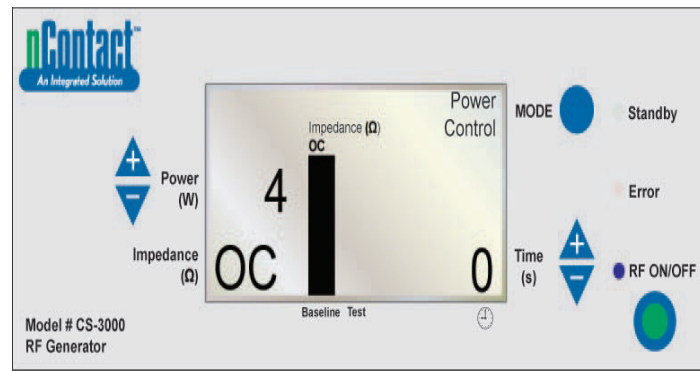 nContact™
An Integrated Solution
Power
Control
Impedance (Ω)
OC
MODE
Standby
Power
(W)
4
Error
Impedance
(Ω)
OC
0
Time
(s)
RF ON/OFF
Baseline Test
Model # CS-3000
RF Generator